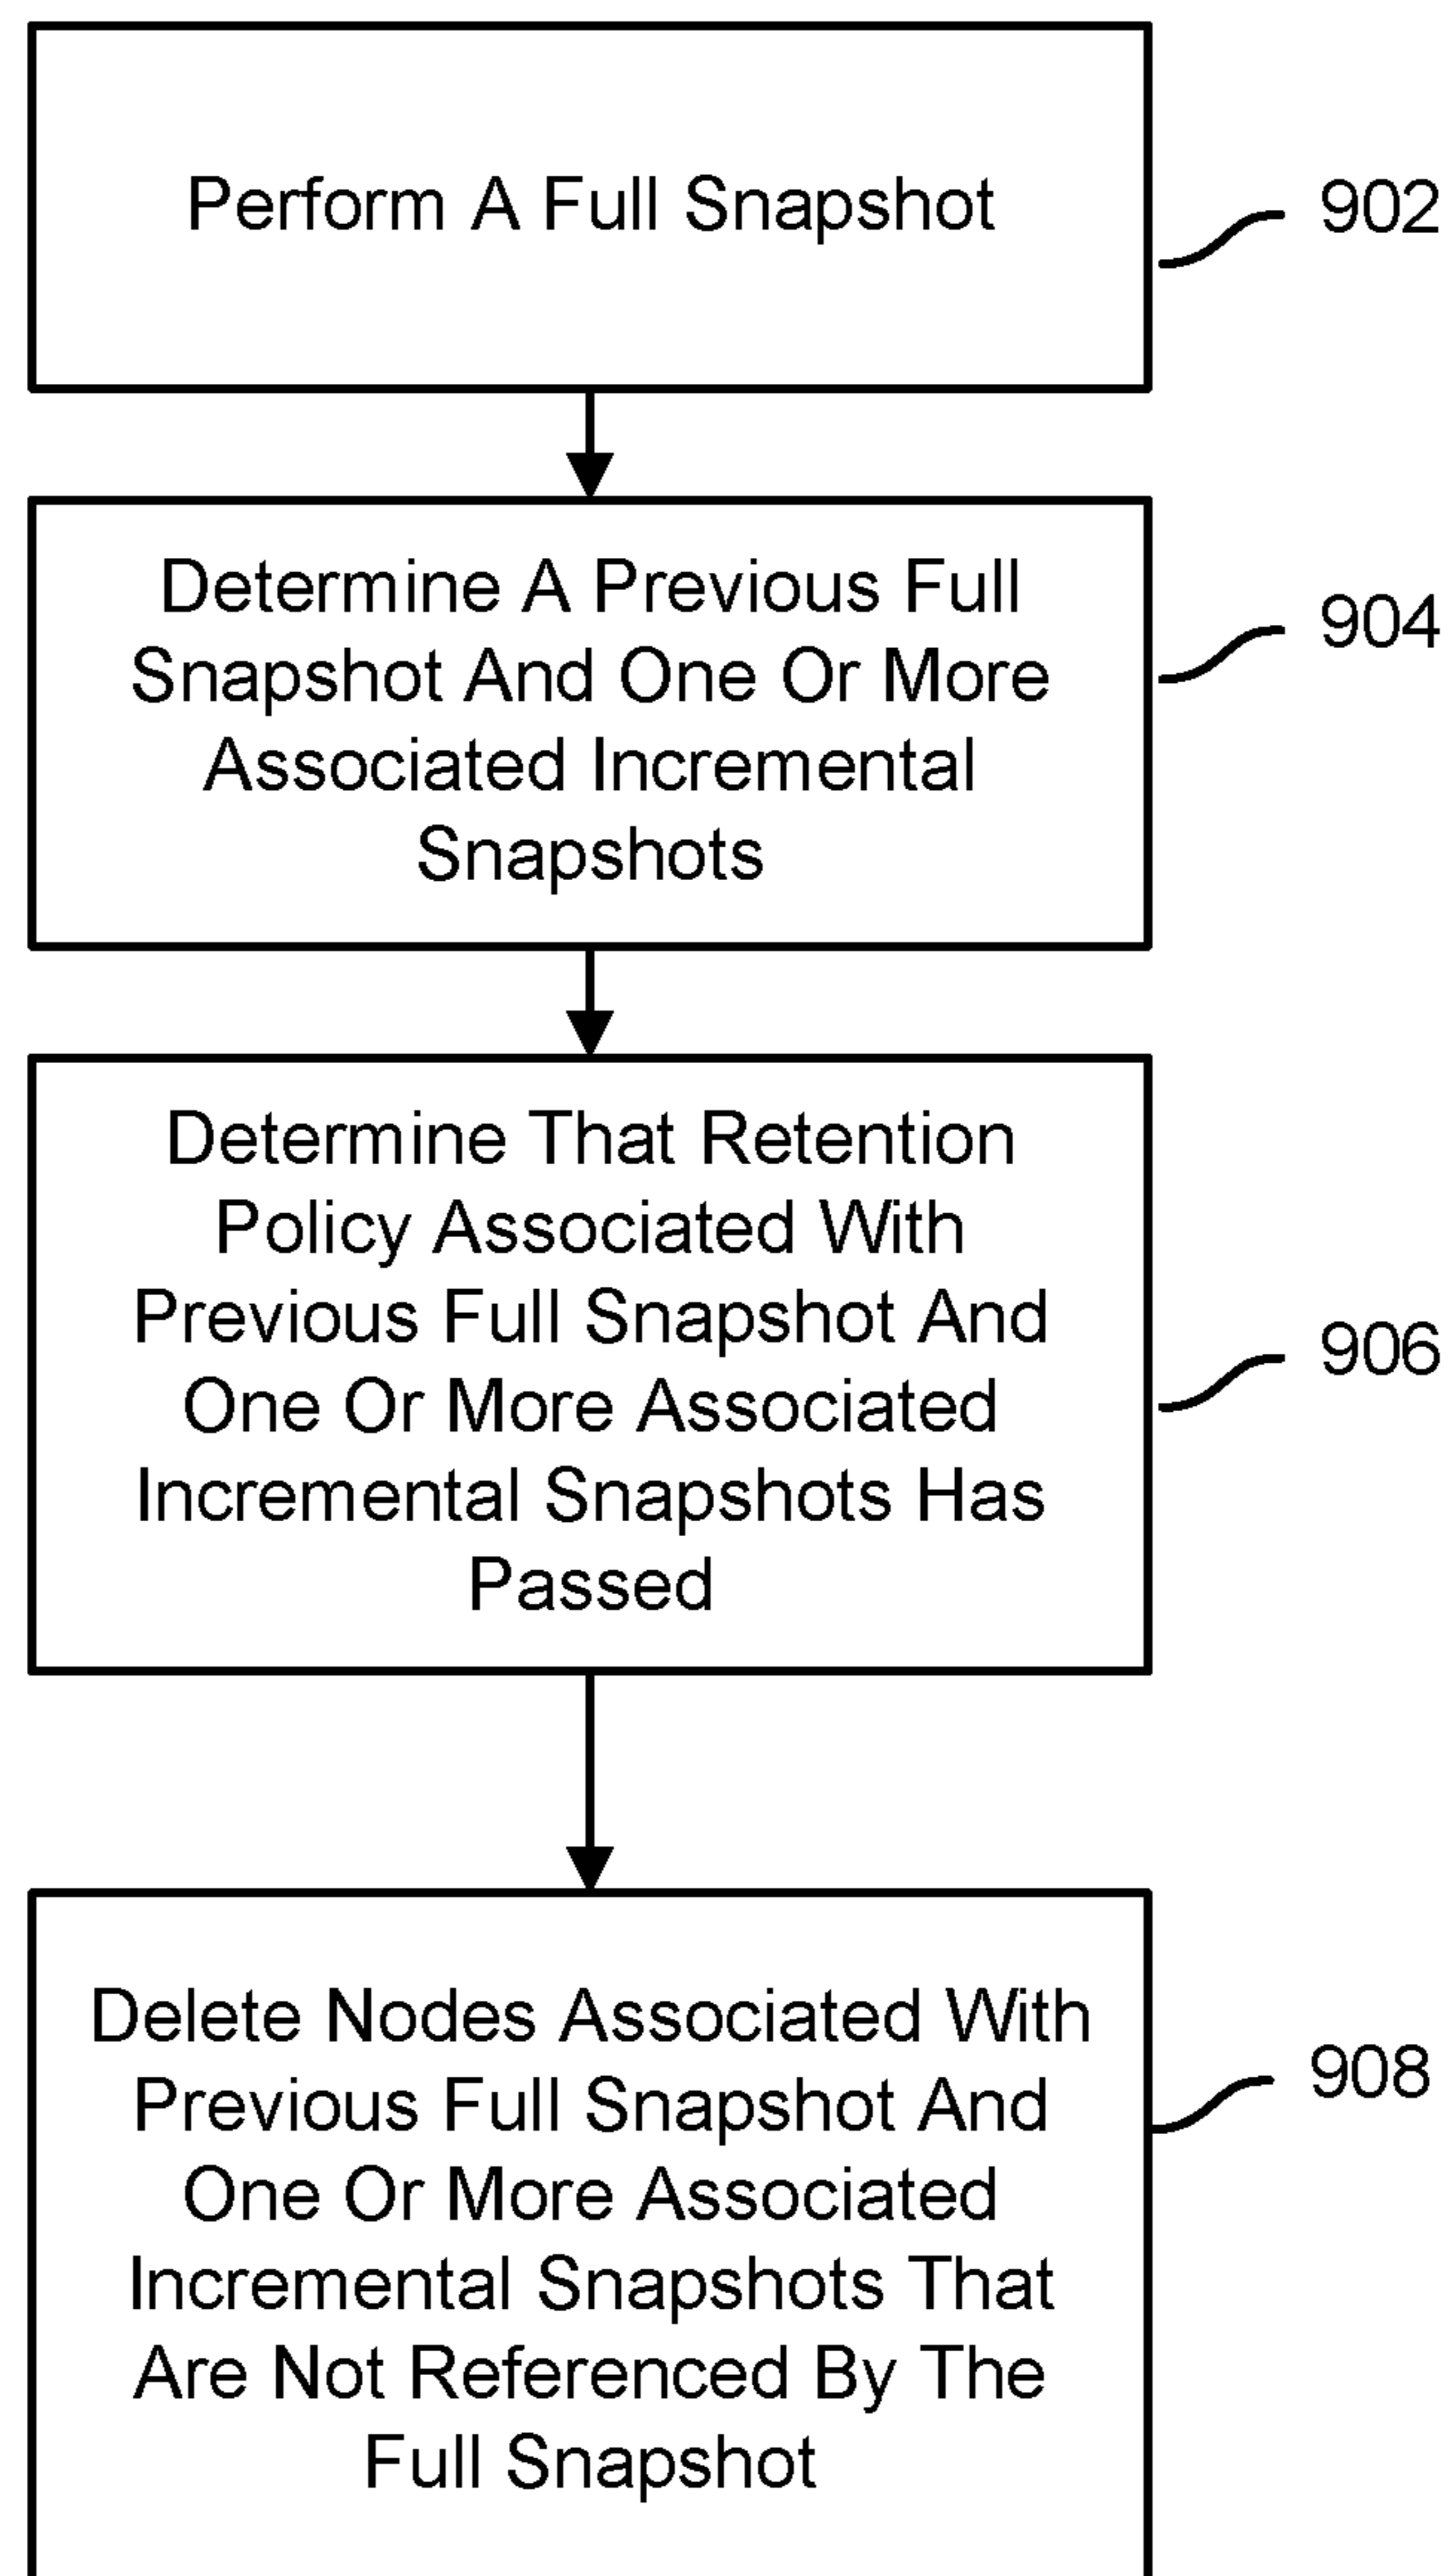 Perform A Full Snapshot
902
Determine A Previous Full
Snapshot And One Or More
Associated Incremental
Snapshots
904
Determine That Retention
Policy Associated With
Previous Full Snapshot And
One Or More Associated
Incremental Snapshots Has
Passed
906
Delete Nodes Associated With
Previous Full Snapshot And
One Or More Associated
Incremental Snapshots That
Are Not Referenced By The
Full Snapshot
908